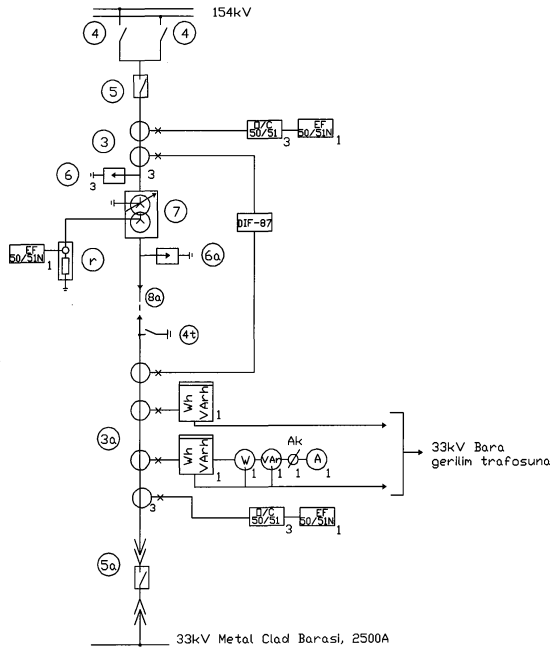 154kV
4
4
5
3
O/C
50/51
3
EF
50/51N
1
6
3
3
7
DIF-87
EF
50/51N
1
r
6a
8a
4t
Wh
VArh
1
3a
Wh
VArh
1
W
1
VAr
1
Ak
1
A
1
33kV Bara
gerilim trafosuna
3
O/C
50/51
3
EF
50/51N
1
5a
33kV Metal Clad Barasi, 2500A